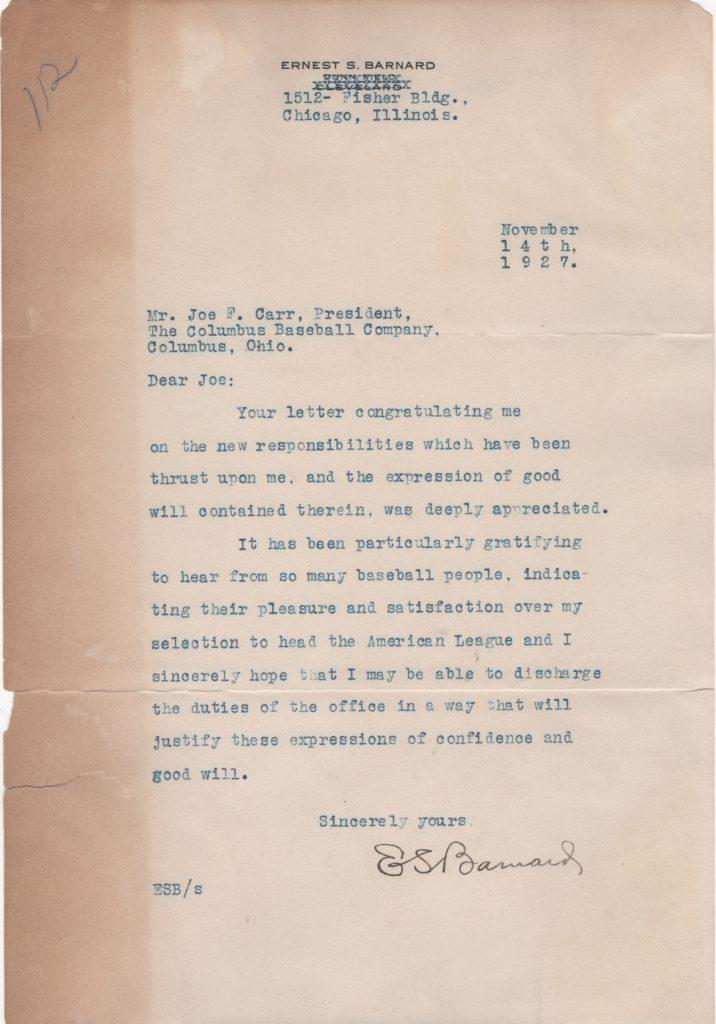 112
ERNEST S. BARNARD
DUNN FIELD
CLEVELAND
1512- Fisher Bldg.,
Chicago, Illinois.
November
14th,
1927.
Mr. Joe F. Carr, President,
The Columbus Baseball Company,
Columbus, Ohio.
Dear Joe:
Your letter congratulating me
on the new responsibilities which have been
thrust upon me, and the expression of good
will contained therein, was deeply appreciated.
It has been particularly gratifying
to hear from so many baseball people, indica-
ting their pleasure and satisfaction over my
selection to head the American League and I
sincerely hope that I may be able to discharge
the duties of the office in a way that will
justify these expressions of confidence and
good will.
Sincerely yours,
ESBarnard
ESB/s